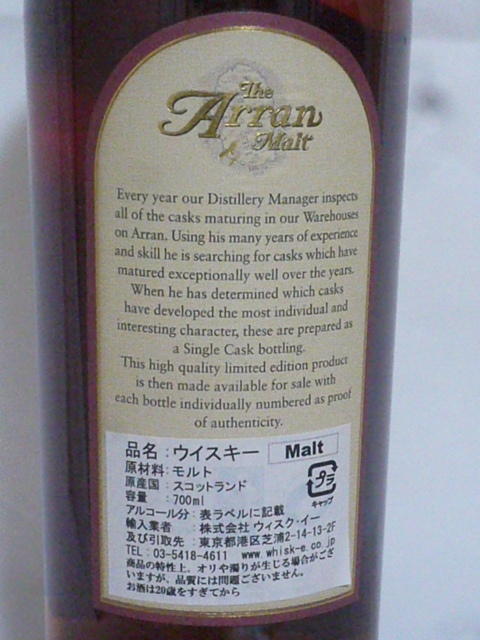 The
Arran
Malt
Every year our Distillery Manager inspects
all of the casks maturing in our Warehouses
on Arran. Using his many years of experience
and skill he is searching for casks which have
matured exceptionally well over the years.
When he has determined which casks
have developed the most individual and
interesting character, these are prepared as
a Single Cask bottling.
This high quality limited edition product
is then made available for sale with
each bottle individually numbered as proof
of authenticity.
品名:ウイスキー Malt
原材料:モルト
原産国:スコットランド
容量 :700ml
プラ
キャップ
アルコール分:表ラベルに記載
輸入業者 :株式会社ウィスク・イー
及び引取先:東京都港区芝浦2-14-13-2F
TEL:03-5418-4611 www.whisk-e.co.jp
商品の特性上、オリや濁りが生じる場合がござ
いますが、品質には問題ございません。
お酒は20歳をすぎてから